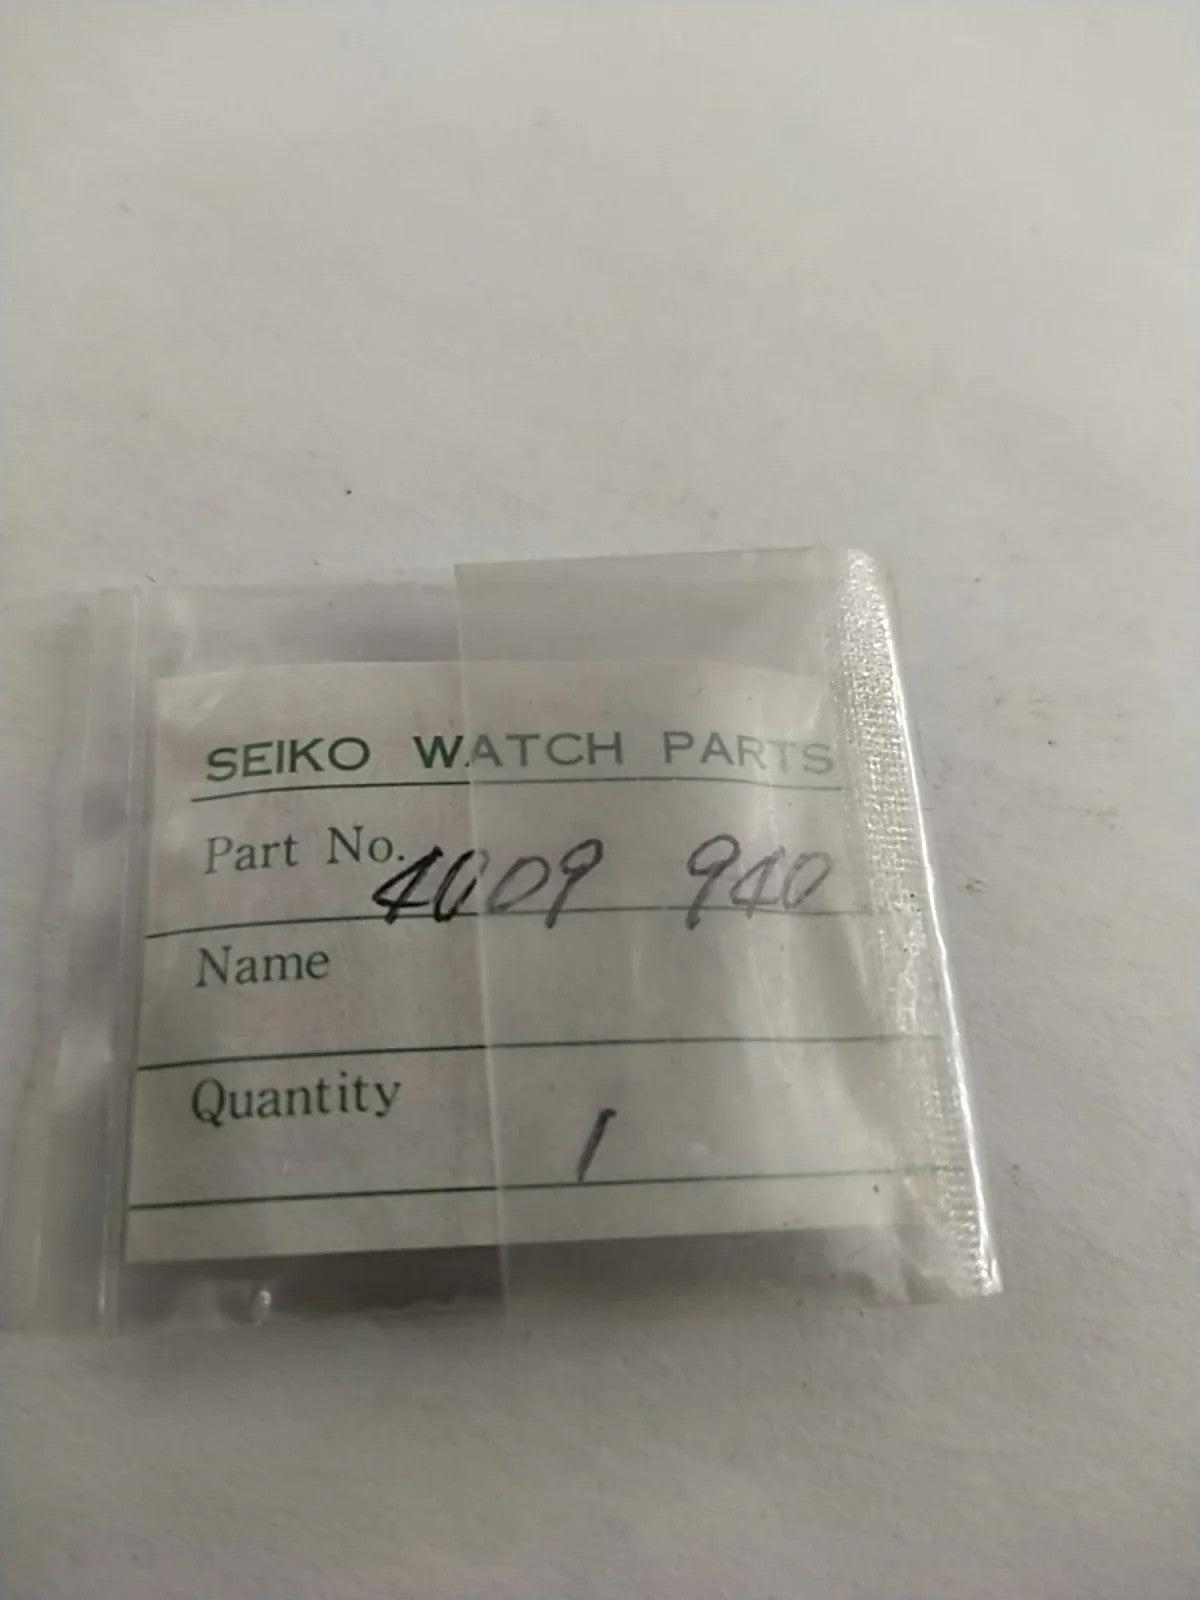 SEIKO WATCH PARTS
Part No. 4009 940
Name
Quantity 1